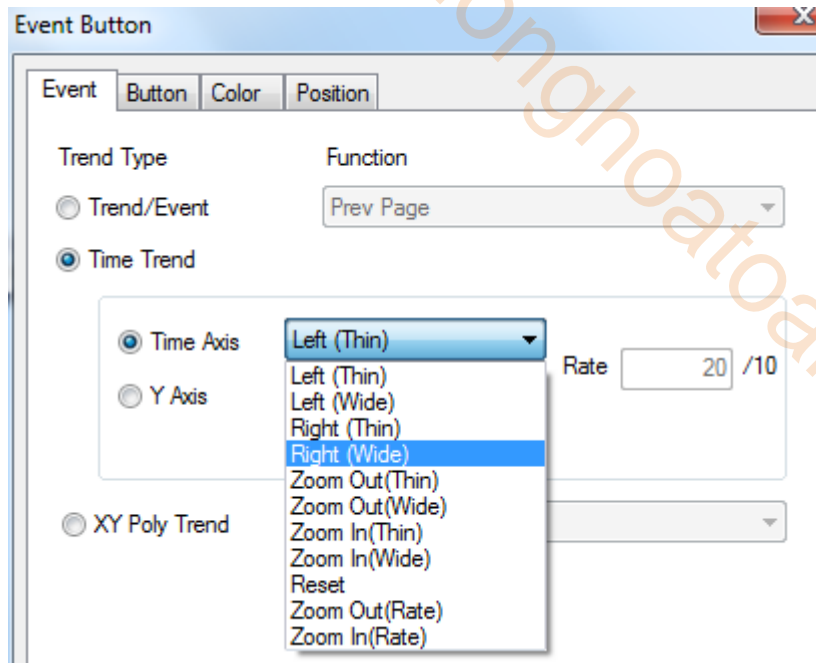 Event Button
Event Button Color Position
Trend Type Function
Trend/Event Prev Page
Time Trend
Time Axis Left (Thin)
Rate 20 /10
Y Axis
Left (Thin)
Left (Wide)
Right (Thin)
Right (Wide)
Zoom Out(Thin)
Zoom Out(Wide)
Zoom In(Thin)
Zoom In(Wide)
Reset
Zoom Out(Rate)
Zoom In(Rate)
XY Poly Trend